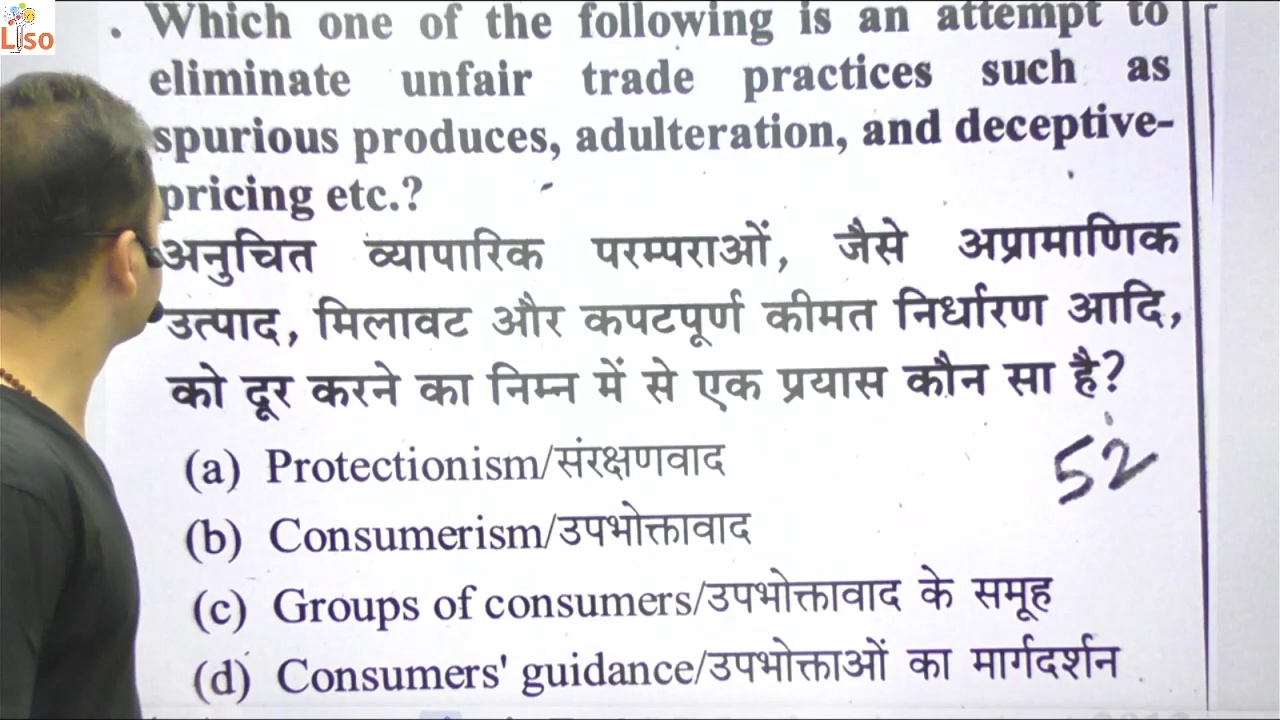 Liso
. Which one of the following is an attempt to
eliminate unfair trade practices such as
spurious produces, adulteration, and deceptive-
pricing etc.?
अनुचित व्यापारिक परम्पराओं, जैसे अप्रामाणिक
उत्पाद, मिलावट और कपटपूर्ण कीमत निर्धारण आदि,
को दूर करने का निम्न में से एक प्रयास कौन सा है?
52
(a) Protectionism/संरक्षणवाद
(b) Consumerism/उपभोक्तावाद
(c) Groups of consumers/उपभोक्तावाद के समूह
(d) Consumers' guidance/उपभोक्ताओं का मार्गदर्शन